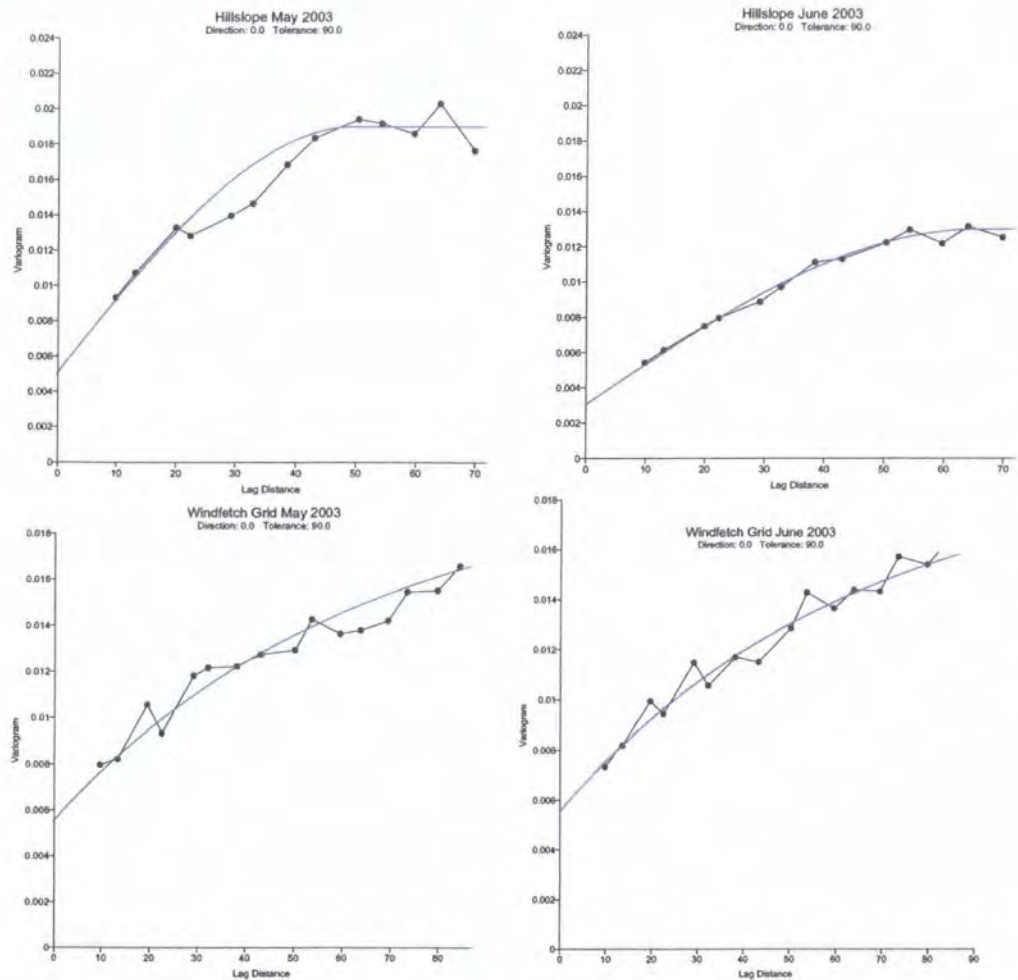 Hillslope May 2003
Direction: 0.0 Tolerance: 90.0
0.024
0.022
0.02
0.018
0.016
0.014
0.012
0.01
0.008
0.006
0.004
0.002
0
Variogram
0 10 20 30 40 50 60 70
Lag Distance
Hillslope June 2003
Direction: 0.0 Tolerance: 90.0
0.024
0.022
0.02
0.018
0.016
0.014
0.012
0.01
0.008
0.006
0.004
0.002
0
Variogram
0 10 20 30 40 50 60 70
Lag Distance
Windfetch Grid May 2003
Direction: 0.0 Tolerance: 90.0
0.018
0.016
0.014
0.012
0.01
0.008
0.006
0.004
0.002
0
Variogram
0 10 20 30 40 50 60 70 80
Lag Distance
Windfetch Grid June 2003
Direction: 0.0 Tolerance: 90.0
0.018
0.016
0.014
0.012
0.01
0.008
0.006
0.004
0.002
0
Variogram
0 10 20 30 40 50 60 70 80 90
Lag Distance